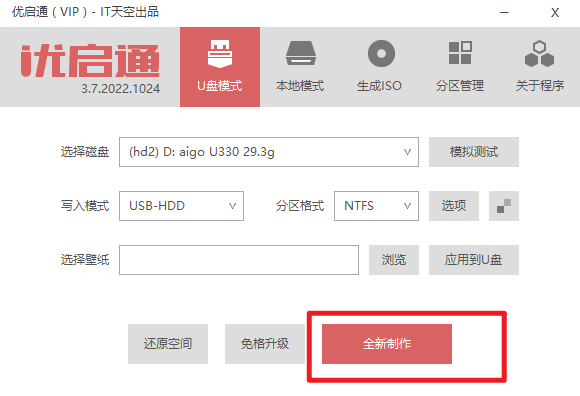 优启通（VIP）- IT天空出品
优启通
3.7.2022.1024
U盘模式
本地模式
生成ISO
分区管理
关于程序
选择磁盘
(hd2) D: aigo U330 29.3g
模拟测试
写入模式
USB-HDD
分区格式
NTFS
选项
选择壁纸
浏览
应用到U盘
还原空间
免格升级
全新制作